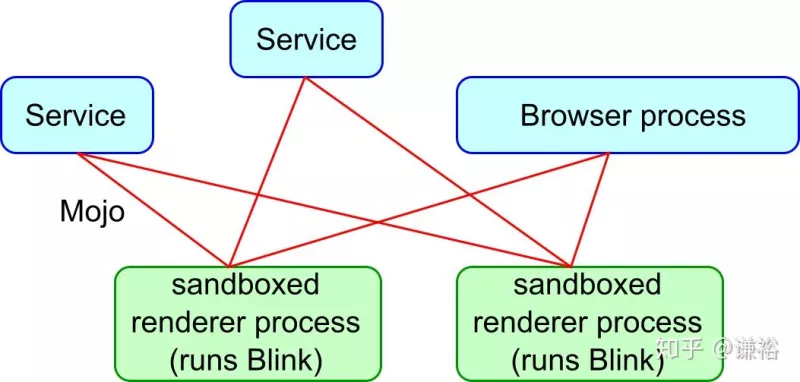 Service
Service
Browser process
Mojo
sandboxed
renderer process
(runs Blink)
sandboxed
renderer process
(runs Blink)
知乎 @谦裕